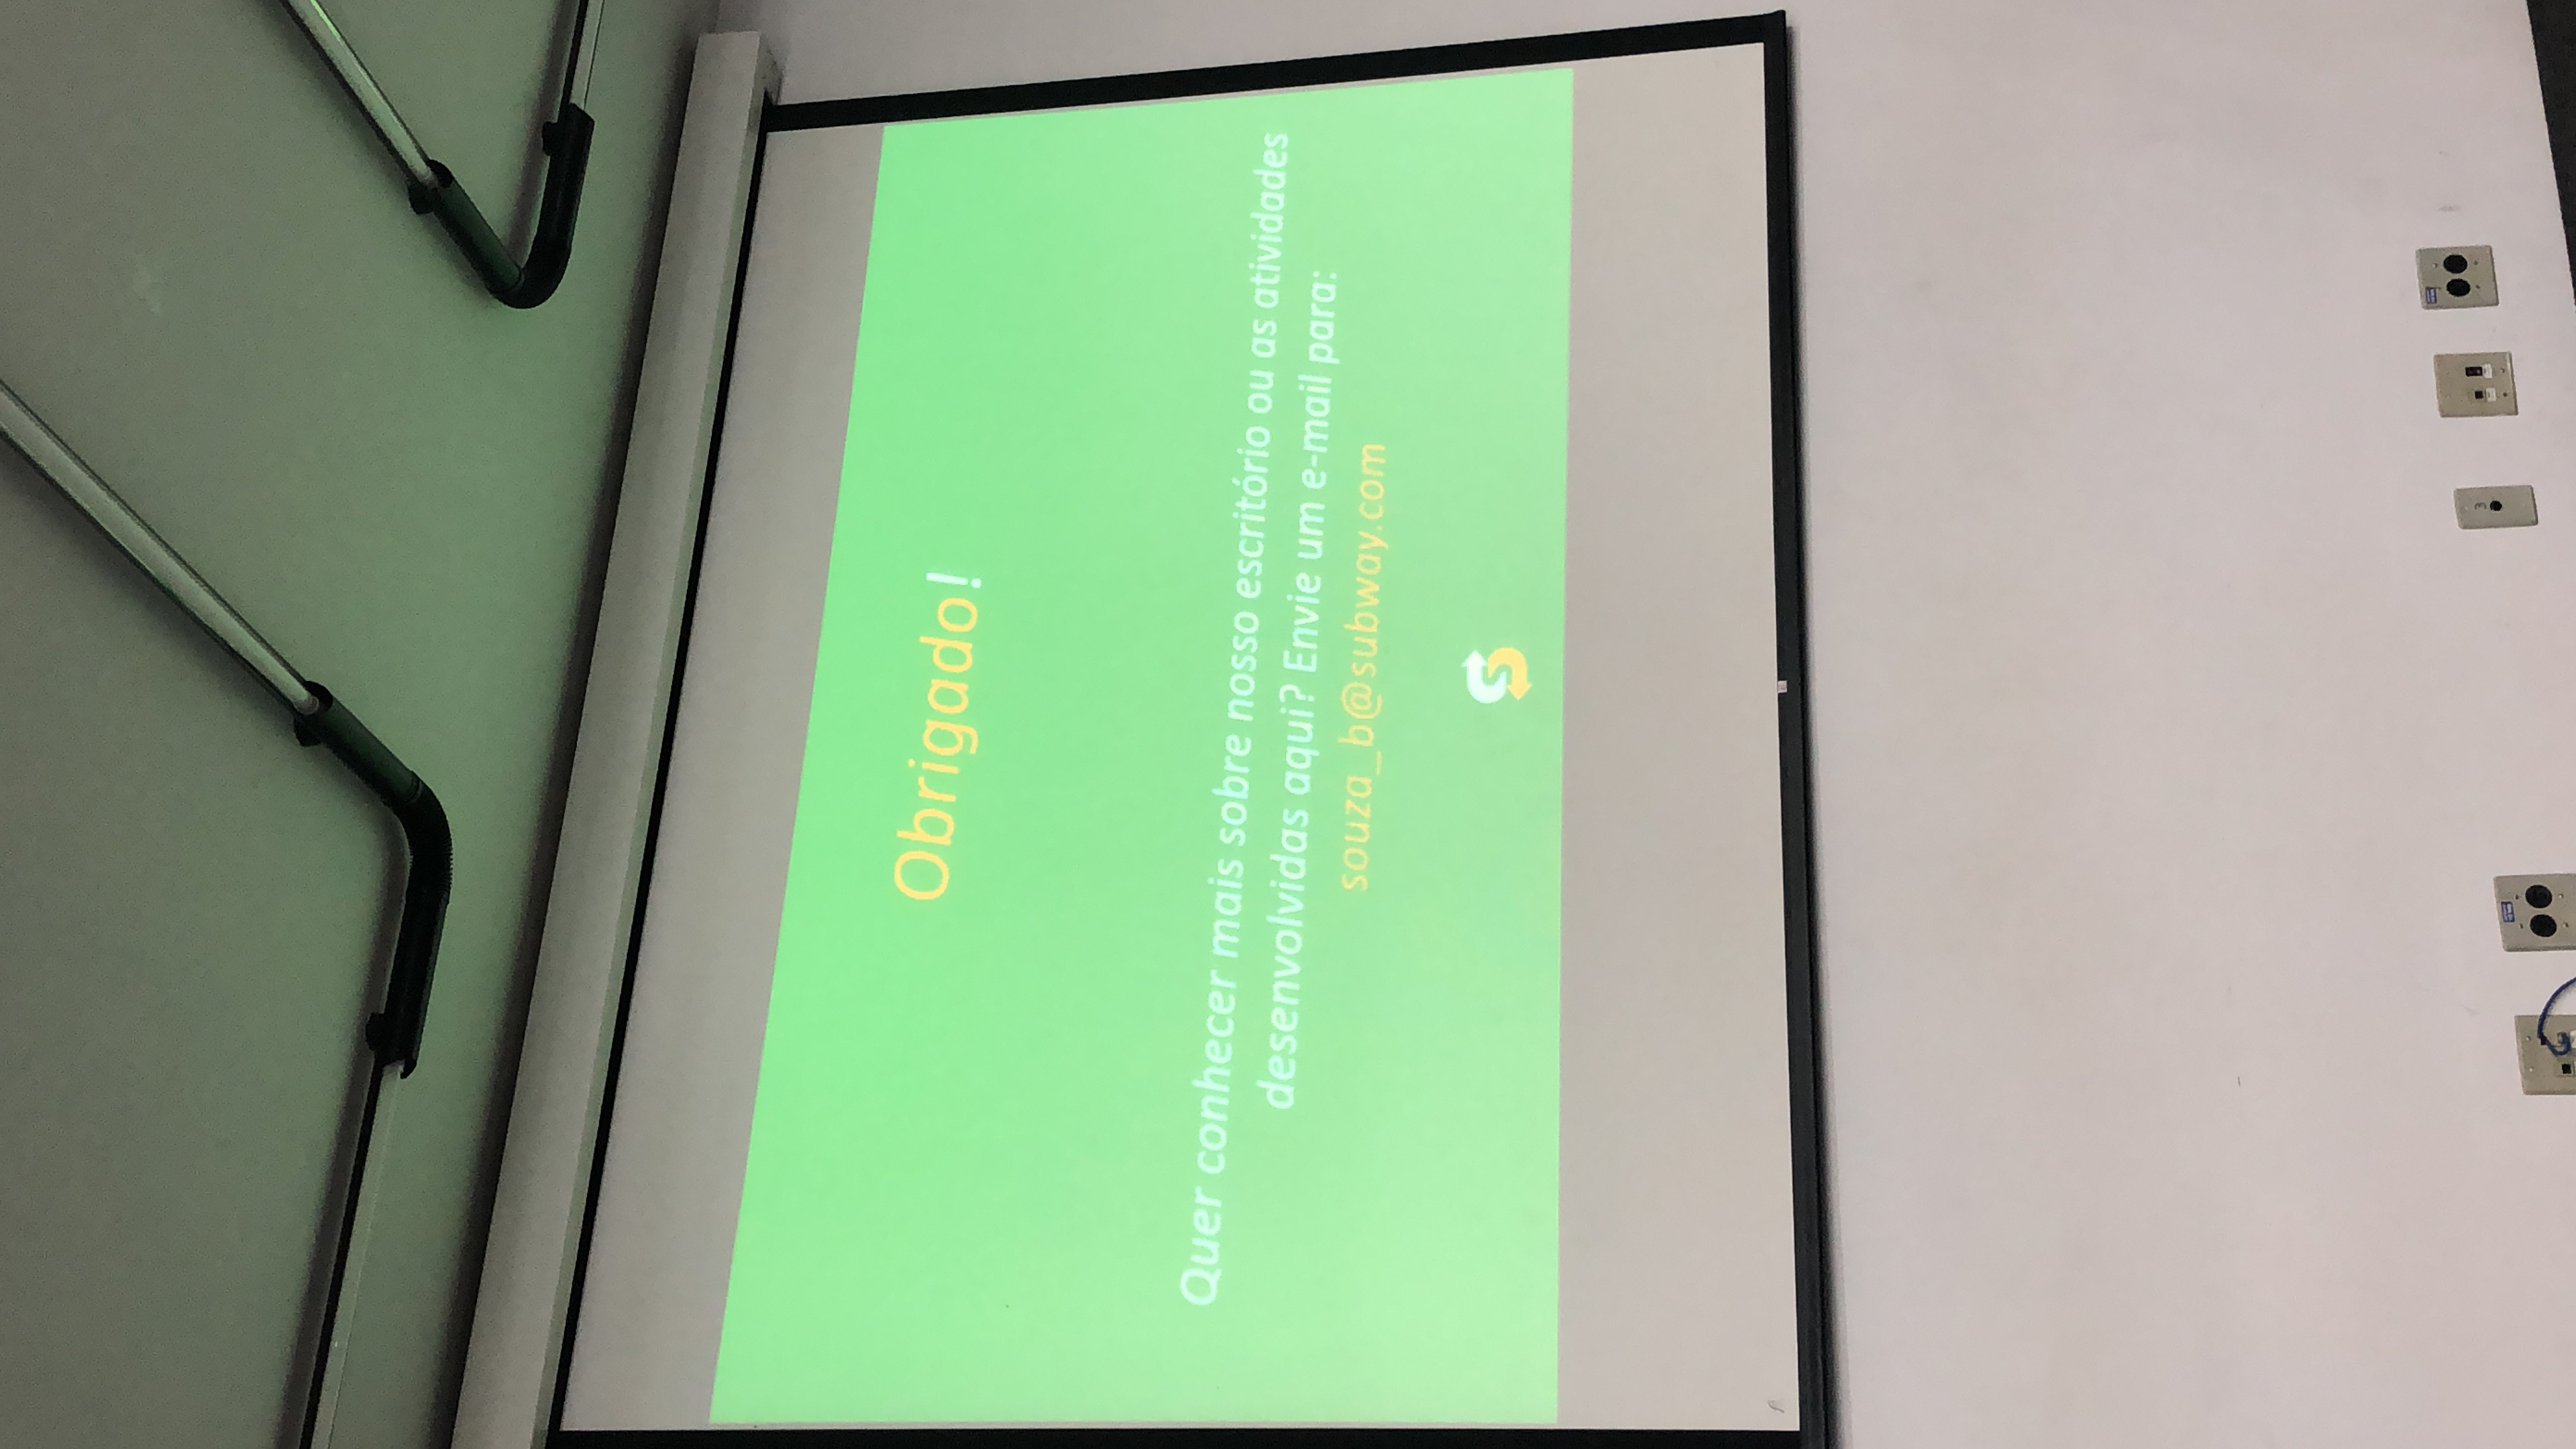 Obrigado!
Quer conhecer mais sobre nosso escritório ou as atividades
desenvolvidas aqui? Envie um e-mail para:
souza_b@subway.com
S
3